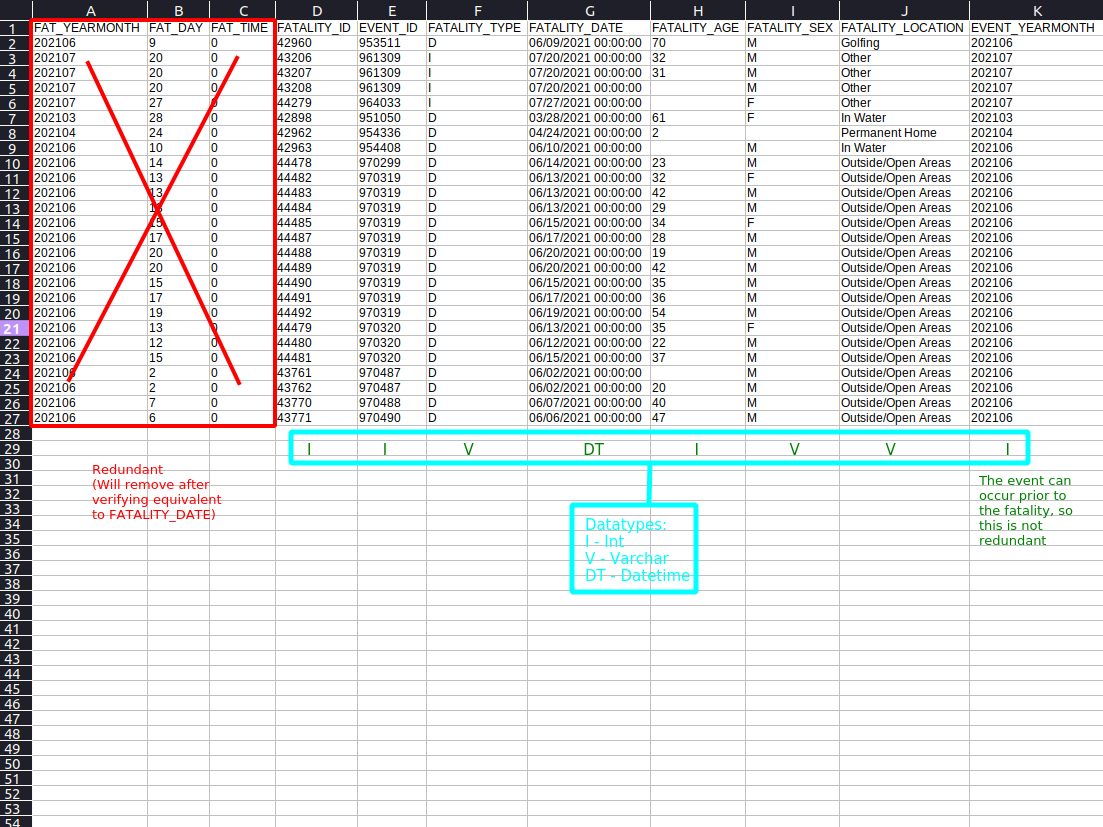 A B C D E F G H I J K
1 FAT_YEARMONTH FAT_DAY FAT_TIME FATALITY_ID EVENT_ID FATALITY_TYPE FATALITY_DATE FATALITY_AGE FATALITY_SEX FATALITY_LOCATION EVENT_YEARMONTH
2 202106 9 0 42960 953511 D 06/09/2021 00:00:00 70 M Golfing 202106
3 202107 20 0 43206 961309 I 07/20/2021 00:00:00 32 M Other 202107
4 202107 20 0 43207 961309 I 07/20/2021 00:00:00 31 M Other 202107
5 202107 20 0 43208 961309 I 07/20/2021 00:00:00 M Other 202107
6 202107 27 0 44279 964033 I 07/27/2021 00:00:00 F Other 202107
7 202103 28 0 42898 951050 D 03/28/2021 00:00:00 61 F In Water 202103
8 202104 24 0 42962 954336 D 04/24/2021 00:00:00 2 Permanent Home 202104
9 202106 10 0 42963 954408 D 06/10/2021 00:00:00 M In Water 202106
10 202106 14 0 44478 970299 D 06/14/2021 00:00:00 23 M Outside/Open Areas 202106
11 202106 13 0 44482 970319 D 06/13/2021 00:00:00 32 F Outside/Open Areas 202106
12 202106 13 0 44483 970319 D 06/13/2021 00:00:00 42 M Outside/Open Areas 202106
13 202106 13 0 44484 970319 D 06/13/2021 00:00:00 29 M Outside/Open Areas 202106
14 202106 15 0 44485 970319 D 06/15/2021 00:00:00 34 F Outside/Open Areas 202106
15 202106 17 0 44487 970319 D 06/17/2021 00:00:00 28 M Outside/Open Areas 202106
16 202106 20 0 44488 970319 D 06/20/2021 00:00:00 19 M Outside/Open Areas 202106
17 202106 20 0 44489 970319 D 06/20/2021 00:00:00 42 M Outside/Open Areas 202106
18 202106 15 0 44490 970319 D 06/15/2021 00:00:00 35 M Outside/Open Areas 202106
19 202106 17 0 44491 970319 D 06/17/2021 00:00:00 36 M Outside/Open Areas 202106
20 202106 19 0 44492 970319 D 06/19/2021 00:00:00 54 M Outside/Open Areas 202106
21 202106 13 0 44479 970320 D 06/13/2021 00:00:00 35 F Outside/Open Areas 202106
22 202106 12 0 44480 970320 D 06/12/2021 00:00:00 22 M Outside/Open Areas 202106
23 202106 15 0 44481 970320 D 06/15/2021 00:00:00 37 M Outside/Open Areas 202106
24 202106 2 0 43761 970487 D 06/02/2021 00:00:00 M Outside/Open Areas 202106
25 202106 2 0 43762 970487 D 06/02/2021 00:00:00 20 M Outside/Open Areas 202106
26 202106 7 0 43770 970488 D 06/07/2021 00:00:00 40 M Outside/Open Areas 202106
27 202106 6 0 43771 970490 D 06/06/2021 00:00:00 47 M Outside/Open Areas 202106
28
29 I I V DT I V V I
30
31
32
33
34
35
36
37
38
39
40
41
42
43
44
45
46
47
48
49
50
51
52
53
54
Redundant
(Will remove after
verifying equivalent
to FATALITY_DATE)
Datatypes:
I - Int
V - Varchar
DT - Datetime
The event can
occur prior to
the fatality, so
this is not
redundant